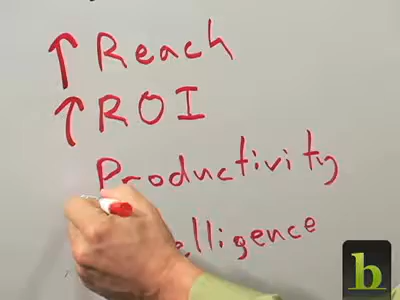 ↑ Reach
↑ ROI
Productivity
elligence
b